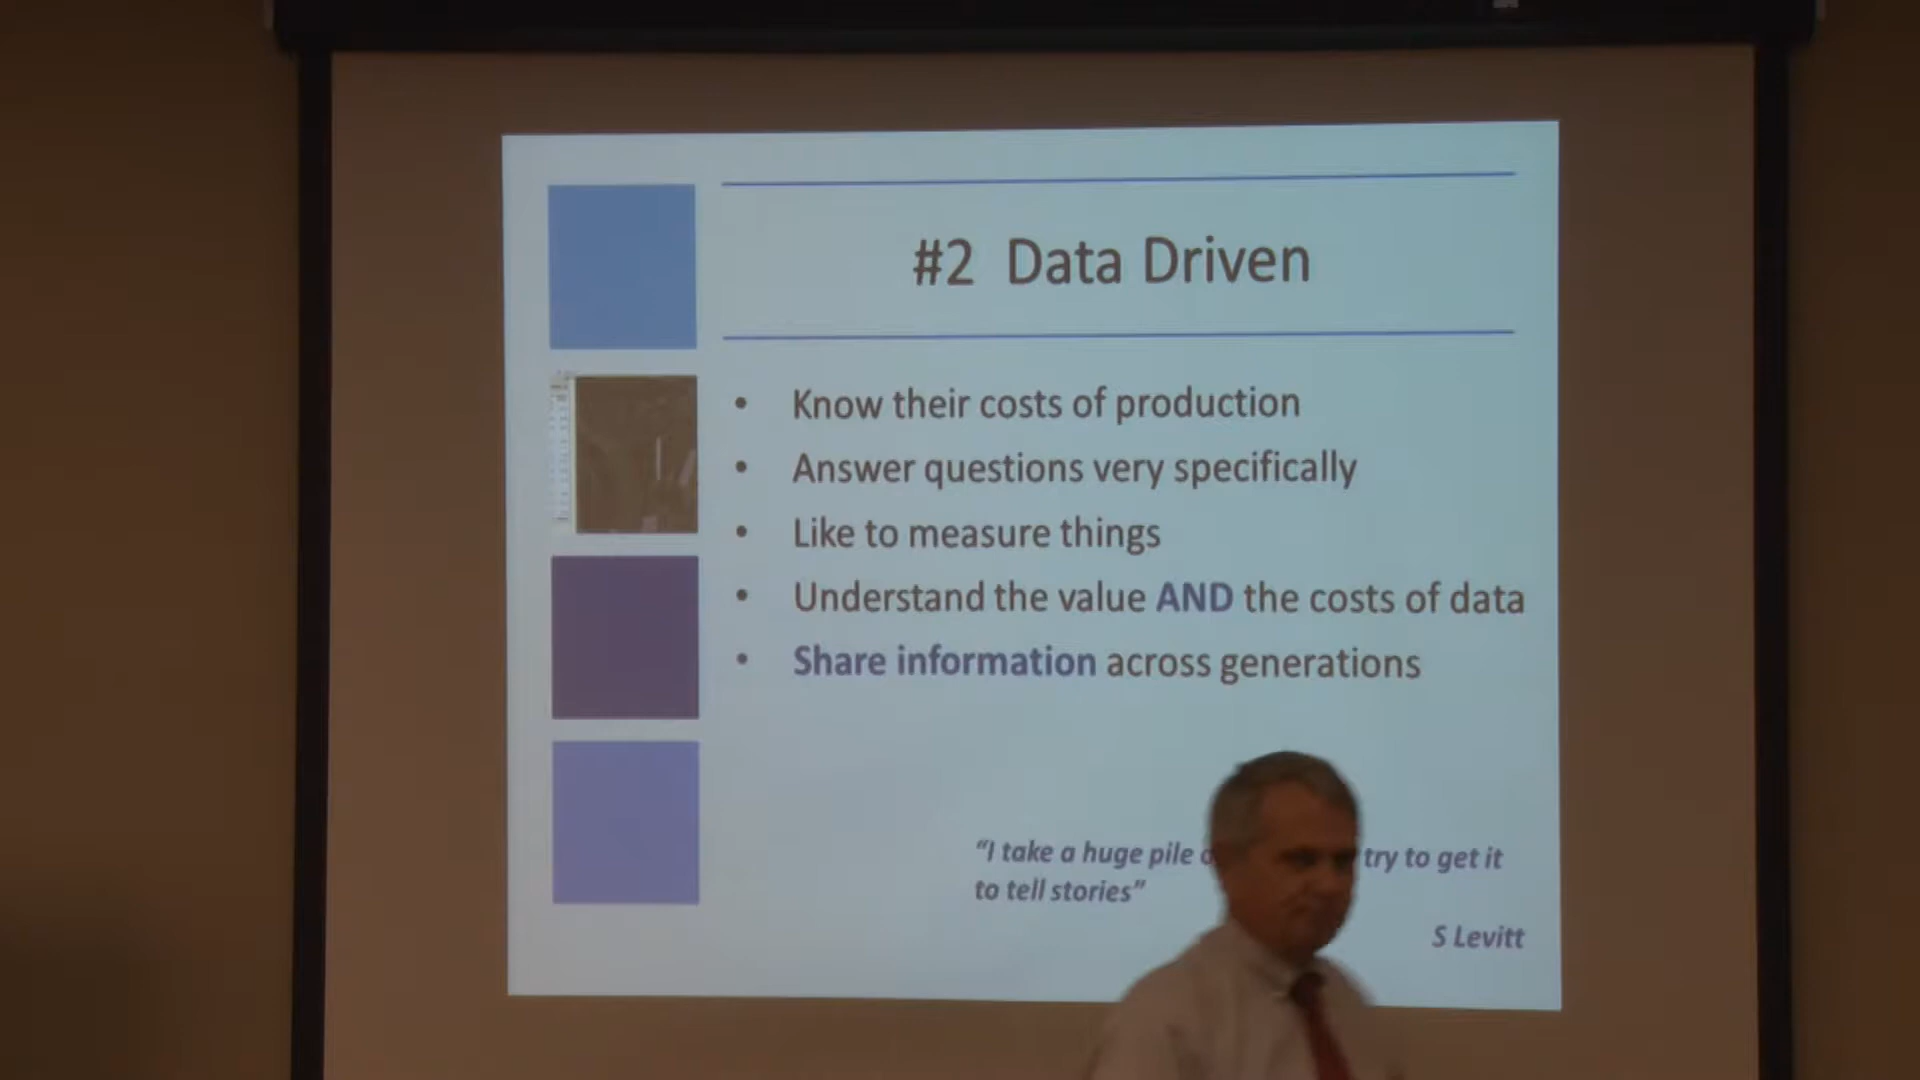 #2 Data Driven
• Know their costs of production
• Answer questions very specifically
• Like to measure things
• Understand the value AND the costs of data
• Share information across generations
“I take a huge pile try to get it
to tell stories”
S Levitt